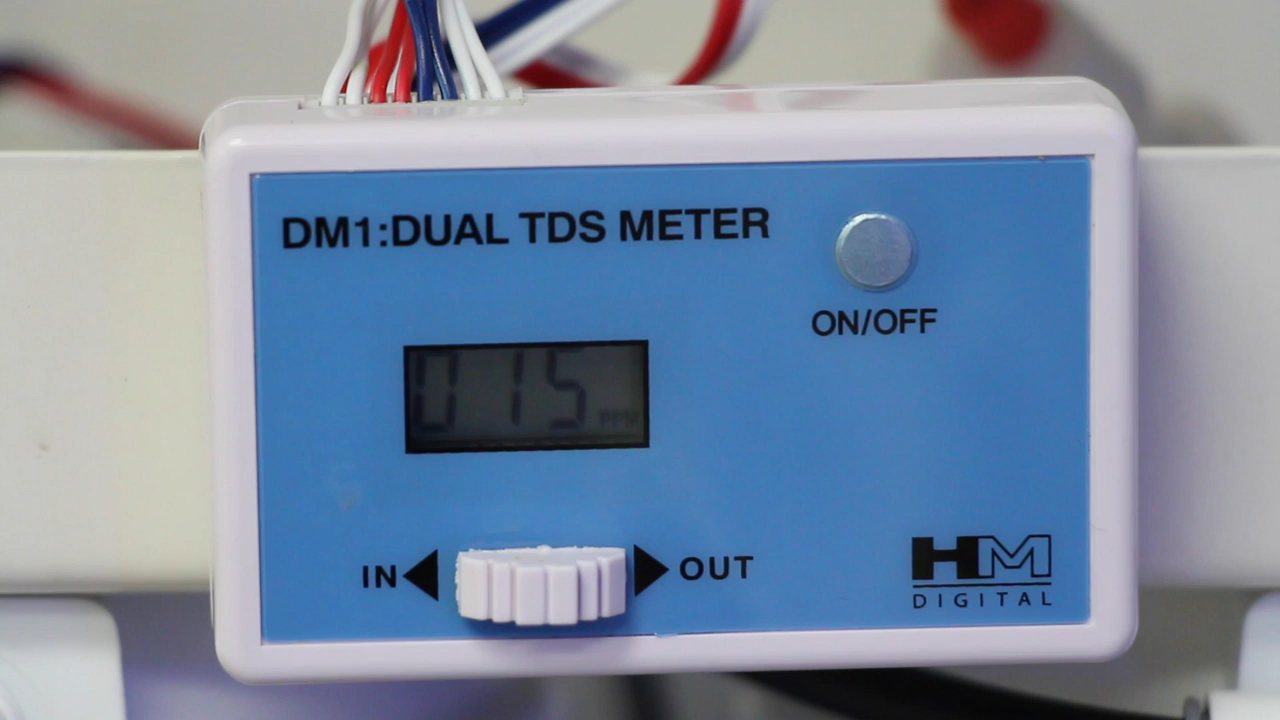 DM1:DUAL TDS METER
ON/OFF
015 PPM
IN OUT
HM
DIGITAL